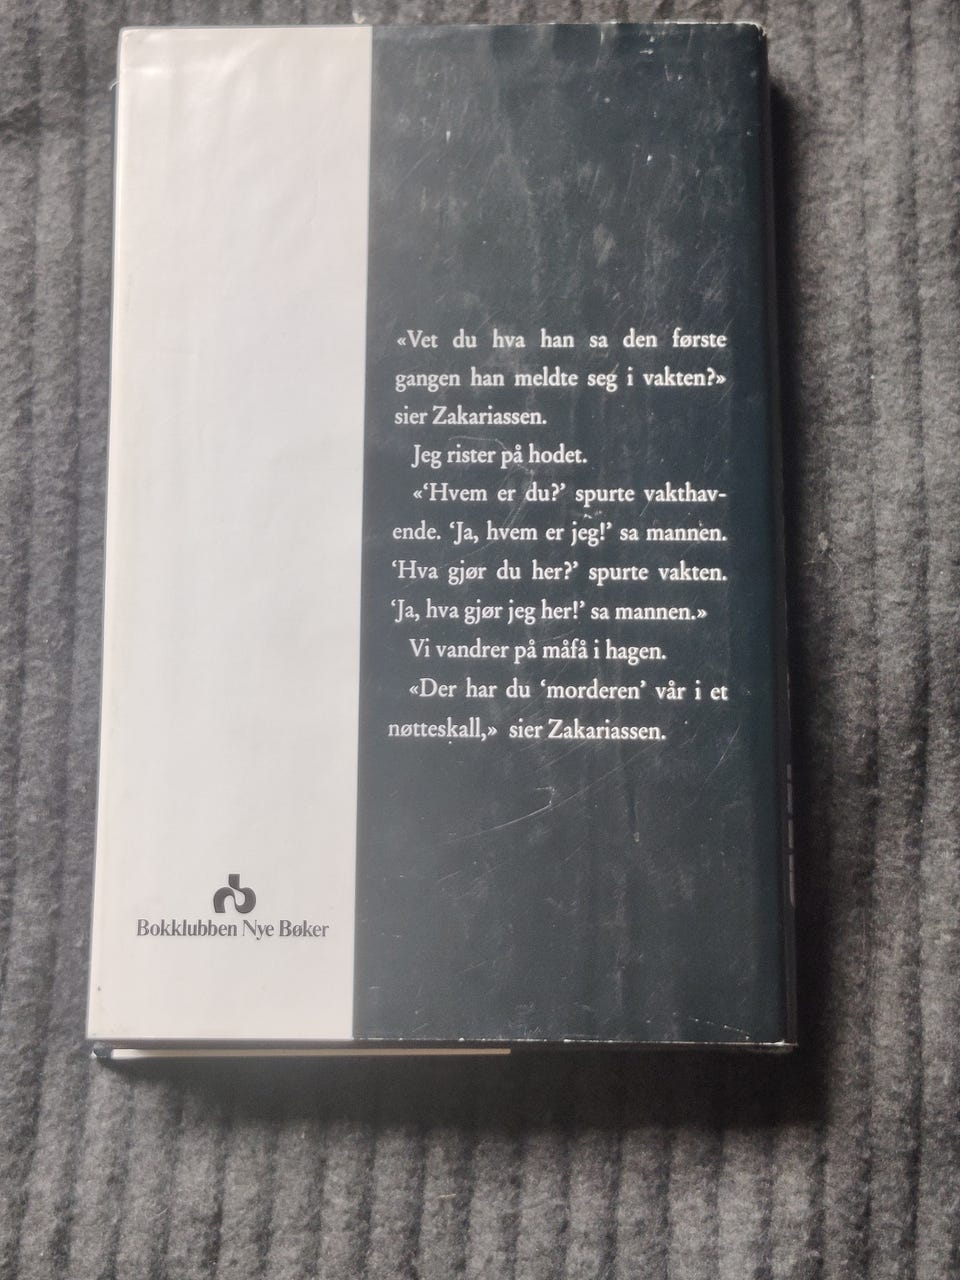 «Vet du hva han sa den første
gangen han meldte seg i vakten?»
sier Zakariassen.
Jeg rister på hodet.
«‘Hvem er du?’ spurte vakthav-
ende. ‘Ja, hvem er jeg!’ sa mannen.
‘Hva gjør du her?’ spurte vakten.
‘Ja, hva gjør jeg her!’ sa mannen.»
Vi vandrer på måfå i hagen.
«Der har du ‘morderen’ vår i et
nøtteskall,» sier Zakariassen.
Bokklubben Nye Bøker